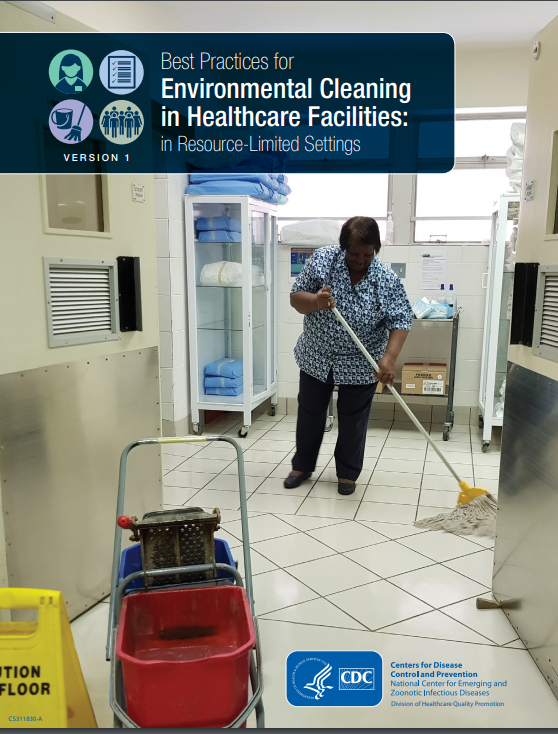 Best Practices for
Environmental Cleaning
in Healthcare Facilities:
in Resource-Limited Settings
VERSION 1
UTION
FLOOR
CDC
Centers for Disease
Control and Prevention
National Center for Emerging and
Zoonotic Infectious Diseases
Division of Healthcare Quality Promotion
CS311830-A